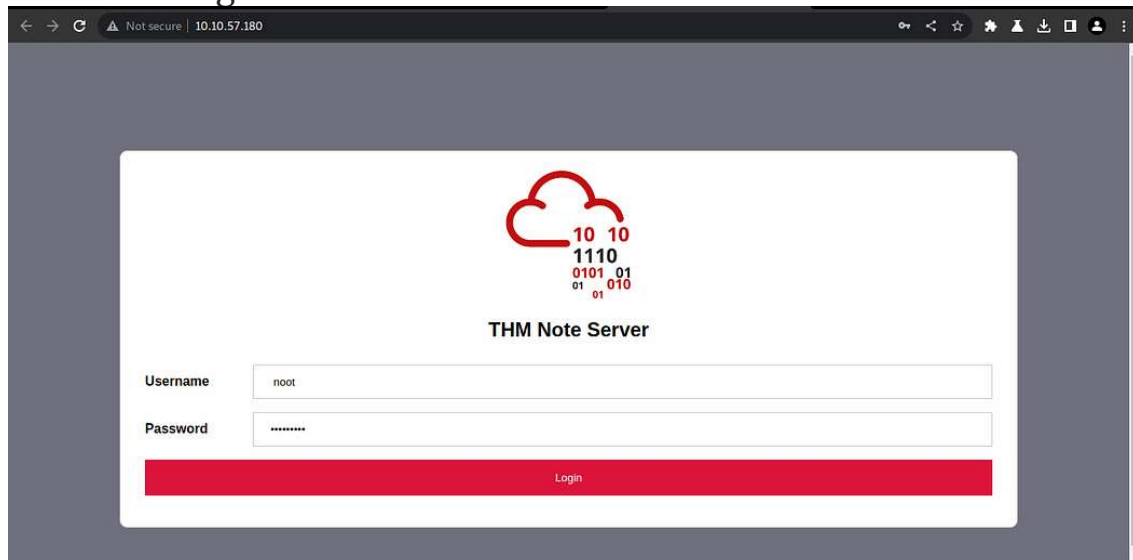 Not secure | 10.10.57.180
10 10
1110
0101 01
01 010
01
THM Note Server
Username noot
Password •••••••••
Login